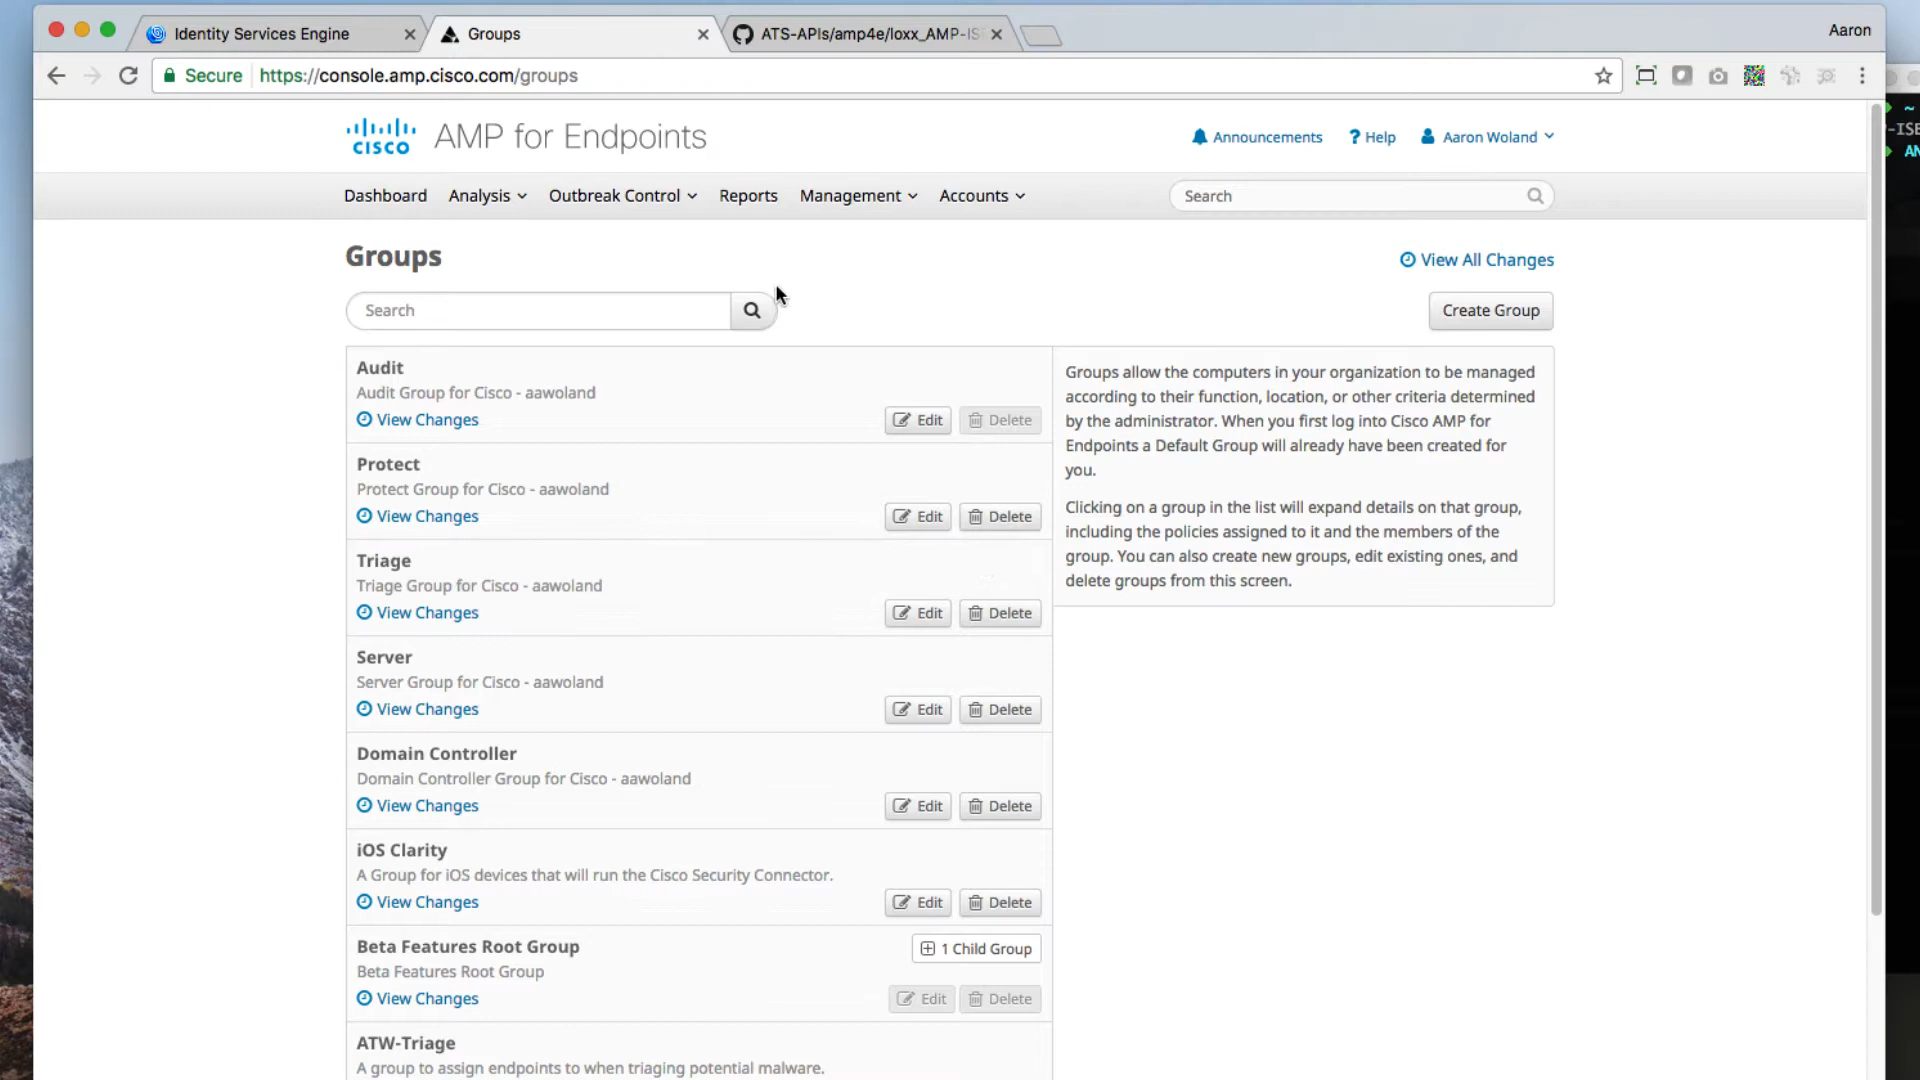 Identity Services Engine
Groups
ATS-APIs/amp4e/loxx_AMP-IS
Aaron
Secure https://console.amp.cisco.com/groups
CISCO AMP for Endpoints
Announcements
? Help
Aaron Woland
Dashboard
Analysis
Outbreak Control
Reports
Management
Accounts
Search
Groups
View All Changes
Search
Create Group
Audit
Audit Group for Cisco - aawoland
View Changes
Edit
Delete
Protect
Protect Group for Cisco - aawoland
View Changes
Edit
Delete
Triage
Triage Group for Cisco - aawoland
View Changes
Edit
Delete
Server
Server Group for Cisco - aawoland
View Changes
Edit
Delete
Domain Controller
Domain Controller Group for Cisco - aawoland
View Changes
Edit
Delete
iOS Clarity
A Group for iOS devices that will run the Cisco Security Connector.
View Changes
Edit
Delete
Beta Features Root Group
1 Child Group
Beta Features Root Group
View Changes
Edit
Delete
ATW-Triage
A group to assign endpoints to when triaging potential malware.
Groups allow the computers in your organization to be managed
according to their function, location, or other criteria determined
by the administrator. When you first log into Cisco AMP for
Endpoints a Default Group will already have been created for
you.
Clicking on a group in the list will expand details on that group,
including the policies assigned to it and the members of the
group. You can also create new groups, edit existing ones, and
delete groups from this screen.
~
-ISE